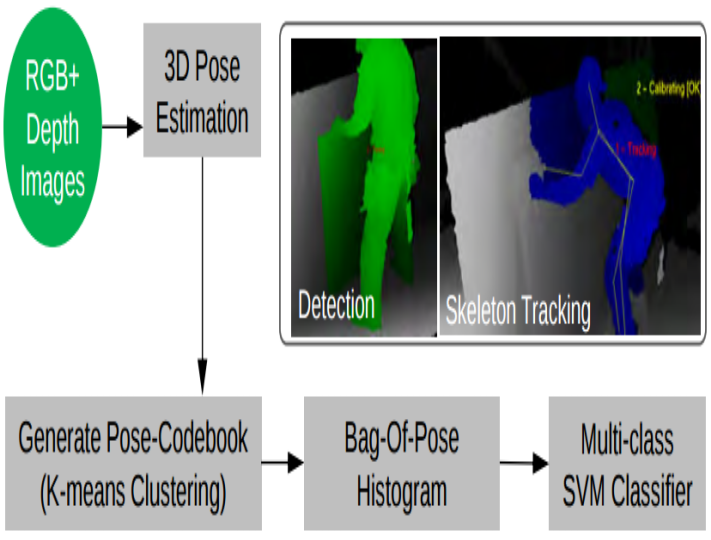 RGB+
Depth
Images
3D Pose
Estimation
2 - Calibrating [OK
1 - Tracking
Detection
Skeleton Tracking
Generate Pose-Codebook
(K-means Clustering)
Bag-Of-Pose
Histogram
Multi-class
SVM Classifier